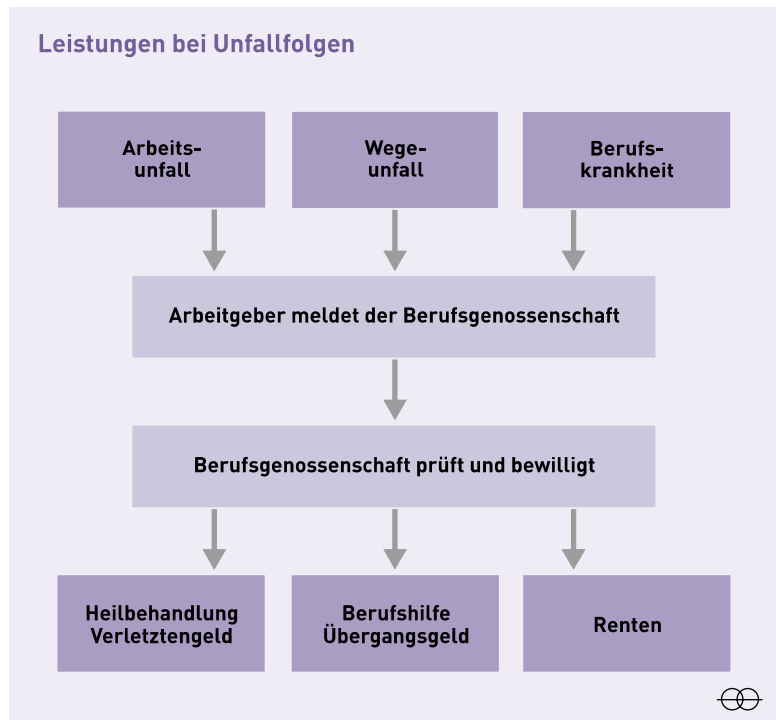 Leistungen bei Unfallfolgen
Arbeits-
unfall
Wege-
unfall
Berufs-
krankheit
Arbeitgeber meldet der Berufsgenossenschaft
Berufsgenossenschaft prüft und bewilligt
Heilbehandlung
Verletztengeld
Berufshilfe
Übergangsgeld
Renten